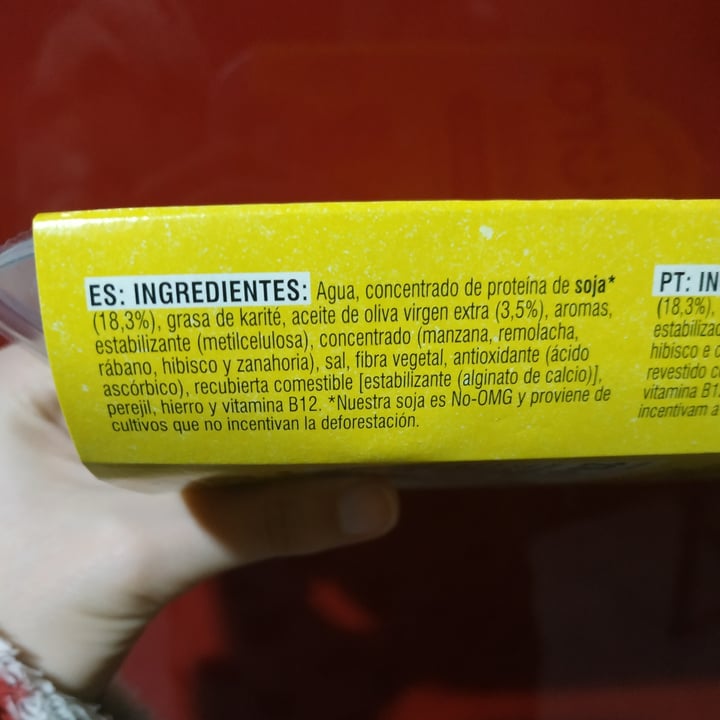 ES: INGREDIENTES: Agua, concentrado de proteína de soja*
(18,3%), grasa de karité, aceite de oliva virgen extra (3,5%), aromas,
estabilizante (metilcelulosa), concentrado (manzana, remolacha,
rábano, hibisco y zanahoria), sal, fibra vegetal, antioxidante (ácido
ascórbico), recubierta comestible [estabilizante (alginato de calcio)],
perejil, hierro y vitamina B12. *Nuestra soja es No-OMG y proviene de
cultivos que no incentivan la deforestación.
PT: IN
(18,3%),
estabilizac
hibisco e c
revestido c
vitamina B1
incentivam a